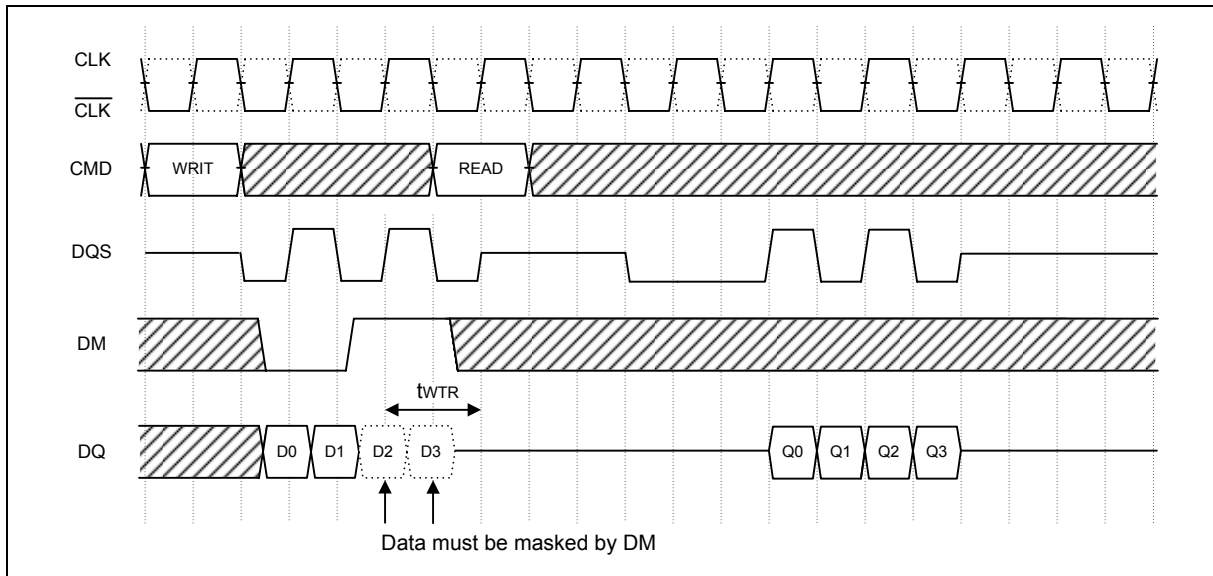 CLK
CLK
CMD WRIT READ
DQS
DM
tWTR
DQ D0 D1 D2 D3 Q0 Q1 Q2 Q3
Data must be masked by DM